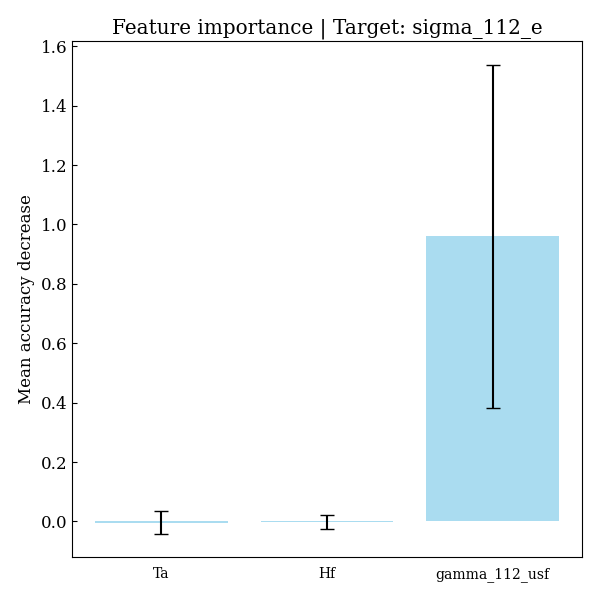 Feature importance | Target: sigma_112_e
Mean accuracy decrease
1.6
1.4
1.2
1.0
0.8
0.6
0.4
0.2
0.0
Ta
Hf
gamma_112_usf